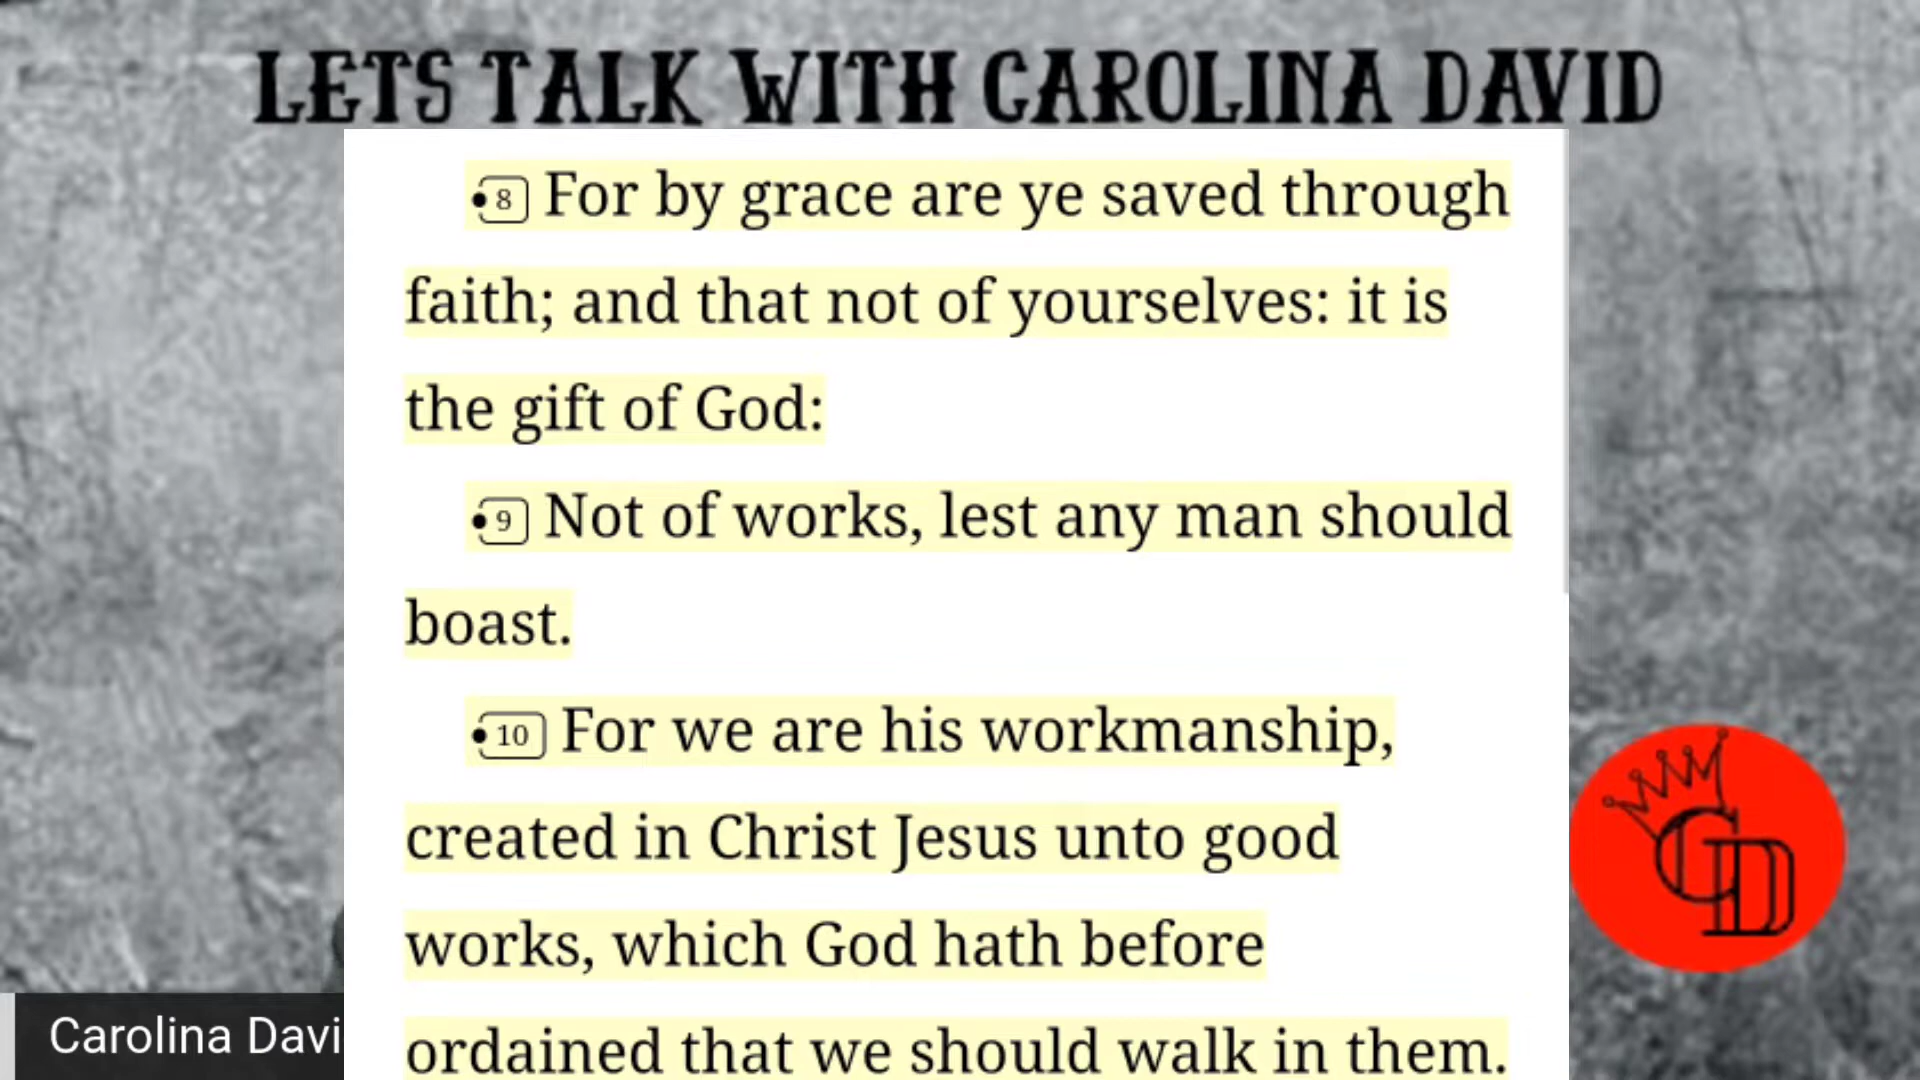 LETS TALK WITH CAROLINA DAVID
8 For by grace are ye saved through
faith; and that not of yourselves: it is
the gift of God:
9 Not of works, lest any man should
boast.
10 For we are his workmanship,
created in Christ Jesus unto good
works, which God hath before
ordained that we should walk in them.
CD
Carolina Davi